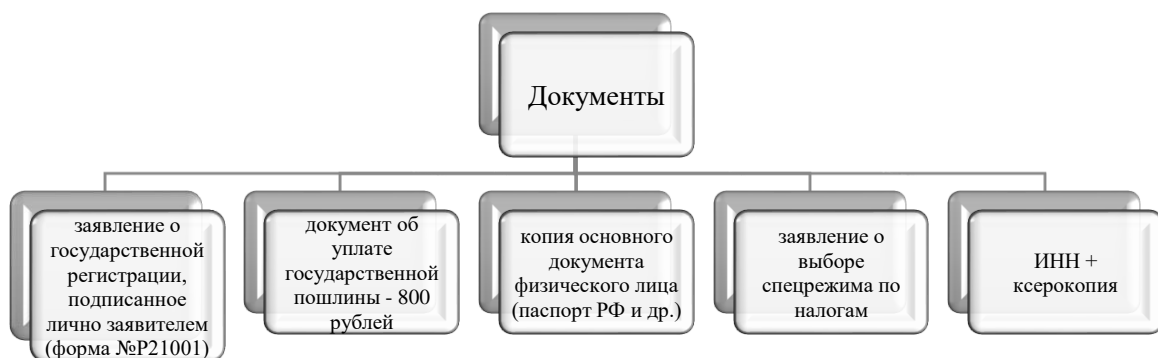 Документы
заявление о
государственной
регистрации,
подписанное
лично заявителем
(форма №Р21001)
документ об
уплате
государственной
пошлины - 800
рублей
копия основного
документа
физического лица
(паспорт РФ и др.)
заявление о
выборе
спецрежима по
налогам
ИНН +
ксерокопия